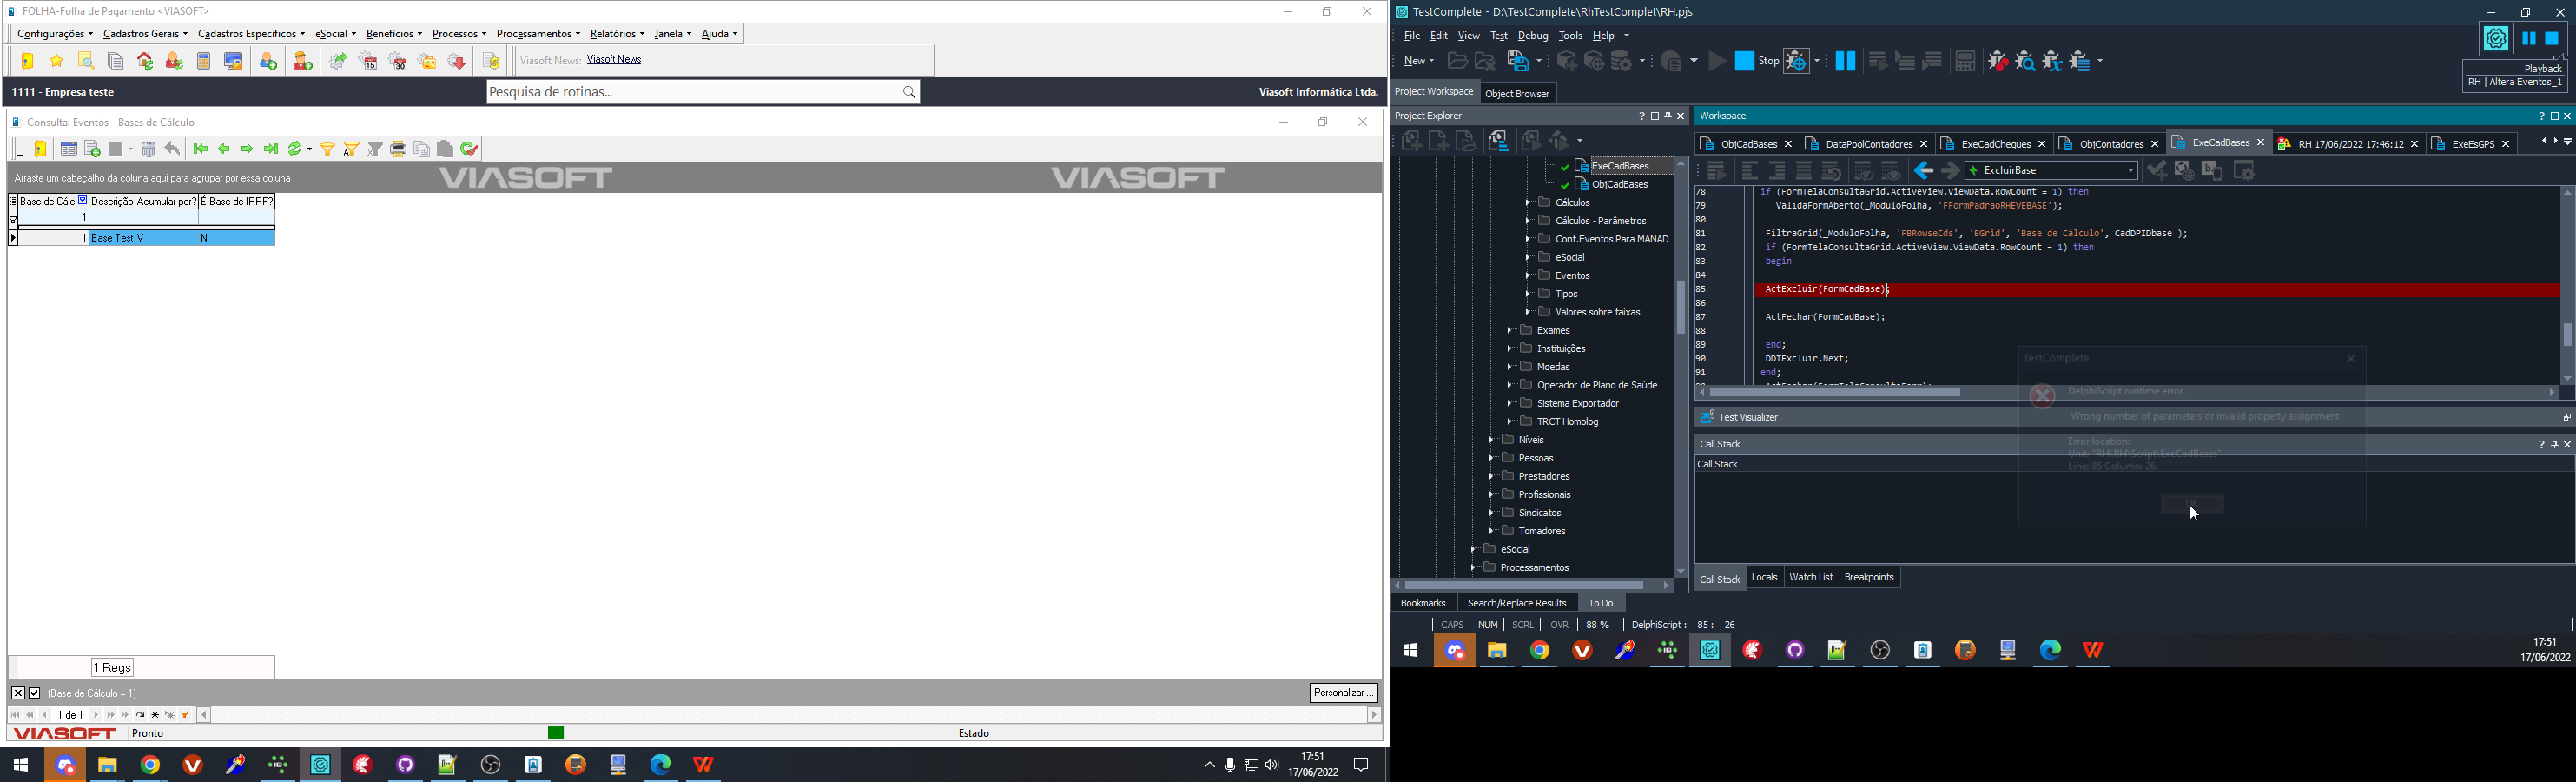 FOLHA-Folha de Pagamento <VIASOFT>
Configurações Cadastros Gerais Cadastros Específicos eSocial Benefícios Processos Processamentos Relatórios Janela Ajuda
Viasoft News: Viasoft News
1111 - Empresa teste
Pesquisa de rotinas...
Viasoft Informática Ltda.
Consulta: Eventos - Bases de Cálculo
Arraste um cabeçalho da coluna aqui para agrupar por essa coluna
VIASOFT VIASOFT
Base de Cálcu Descrição Acumular por? É Base de IRRF?
1
1 Base Test V N
1 Regs
(Base de Cálculo = 1)
Personalizar ...
1 de 1
VIASOFT Pronto Estado
17:51
17/06/2022
TestComplete - D:\TestComplete\RhTestComplet\RH.pjs
File Edit View Test Debug Tools Help
New Stop
Playback
RH | Altera Eventos_1
Project Workspace Object Browser
Project Explorer
ExeCadBases
ObjCadBases
Cálculos
Cálculos - Parâmetros
Conf.Eventos Para MANAD
eSocial
Eventos
Tipos
Valores sobre faixas
Exames
Instituições
Moedas
Operador de Plano de Saúde
Sistema Exportador
TRCT Homolog
Níveis
Pessoas
Prestadores
Profissionais
Sindicatos
Tomadores
eSocial
Processamentos
Bookmarks Search/Replace Results To Do
Workspace
ObjCadBases DataPoolContadores ExeCadCheques ObjContadores ExeCadBases RH 17/06/2022 17:46:12 ExeEsGPS
ExcluirBase
78 if (FormTelaConsultaGrid.ActiveView.ViewData.RowCount = 1) then
79 ValidaFormAberto(_ModuloFolha, 'FFormPadraoRHEVEBASE');
80
81 FiltraGrid(_ModuloFolha, 'FBRowseCds', 'BGrid', 'Base de Cálculo', CadDPIDbase );
82 if (FormTelaConsultaGrid.ActiveView.ViewData.RowCount = 1) then
83 begin
84
85 ActExcluir(FormCadBase);
86
87 ActFechar(FormCadBase);
88
89 end;
90 DDTExcluir.Next;
91 end;
Test Visualizer
Call Stack
Call Stack
TestComplete
DelphiScript runtime error.
Wrong number of parameters or invalid property assignment
Error location:
Unit: "RH\RH\Script\ExeCadBases"
Line: 85 Column: 26.
OK
Call Stack Locals Watch List Breakpoints
CAPS NUM SCRL OVR 88 % DelphiScript : 85 : 26
17:51
17/06/2022